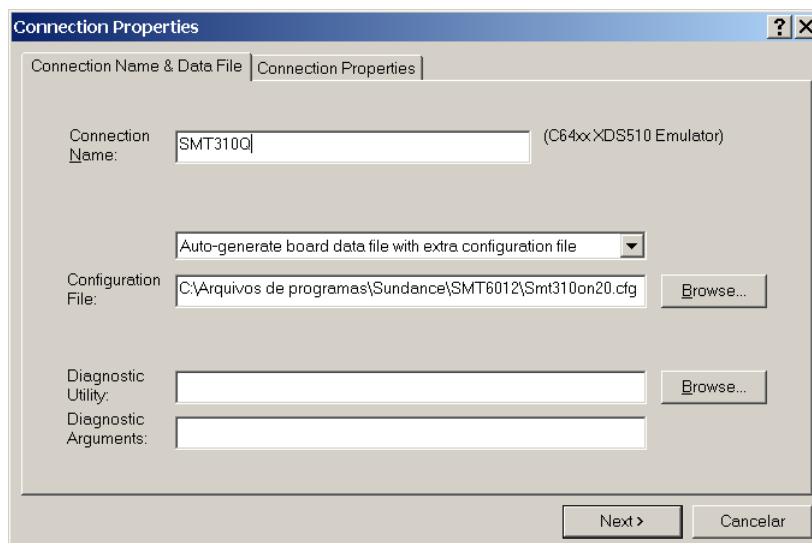 Connection Properties
Connection Name & Data File
Connection Properties
Connection
Name:
SMT310Q
(C64xx XDS510 Emulator)
Auto-generate board data file with extra configuration file
Configuration
File:
C:\Arquivos de programas\Sundance\SMT6012\Smt310on20.cfg
Browse...
Diagnostic
Utility:
Browse...
Diagnostic
Arguments:
Next >
Cancelar